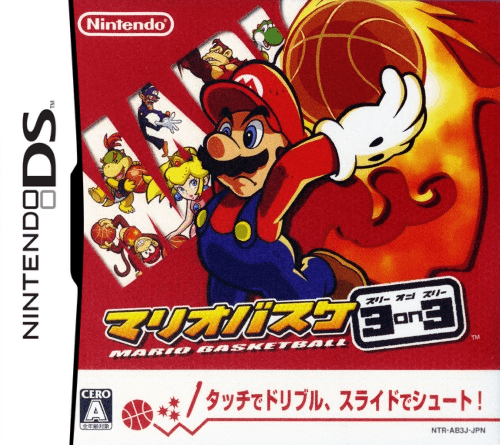 Nintendo®
NINTENDO DS™
スリー オン スリー
マリオバスケ 3on3
MARIO BASKETBALL
TM
CERO
A
全年齢対象
タッチでドリブル、スライドでシュート!
NTR-AB3J-JPN